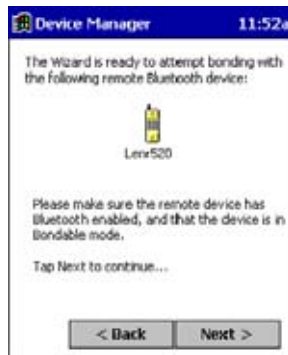 Device Manager 11:52a
The Wizard is ready to attempt bonding with
the following remote Bluetooth device:
Lenr520
Please make sure the remote device has
Bluetooth enabled, and that the device is in
Bondable mode.
Tap Next to continue...
< Back Next >